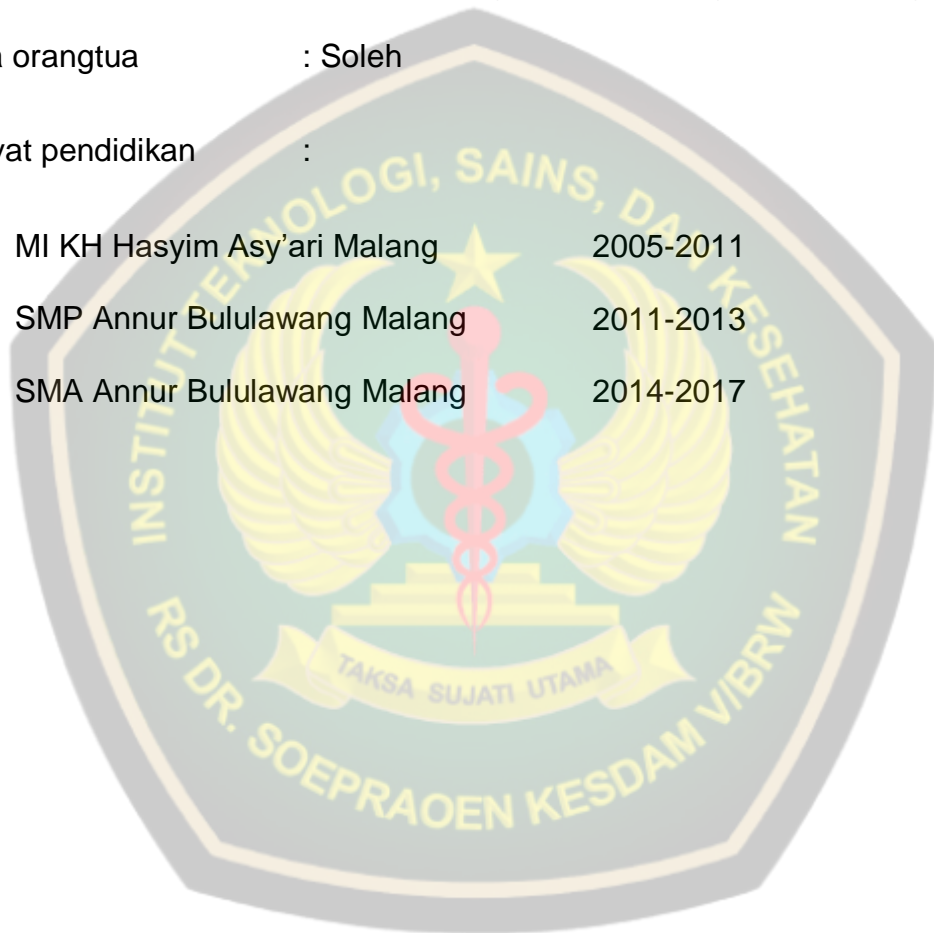 a orangtua : Soleh
yat pendidikan :
MI KH Hasyim Asy’ari Malang 2005-2011
SMP Annur Bululawang Malang 2011-2013
SMA Annur Bululawang Malang 2014-2017
INSTITUT TEKNOLOGI, SAINS, DAN KESEHATAN
TAKSA SUJATI UTAMA
RS DR. SOEPRAOEN KESDAM V/BRW